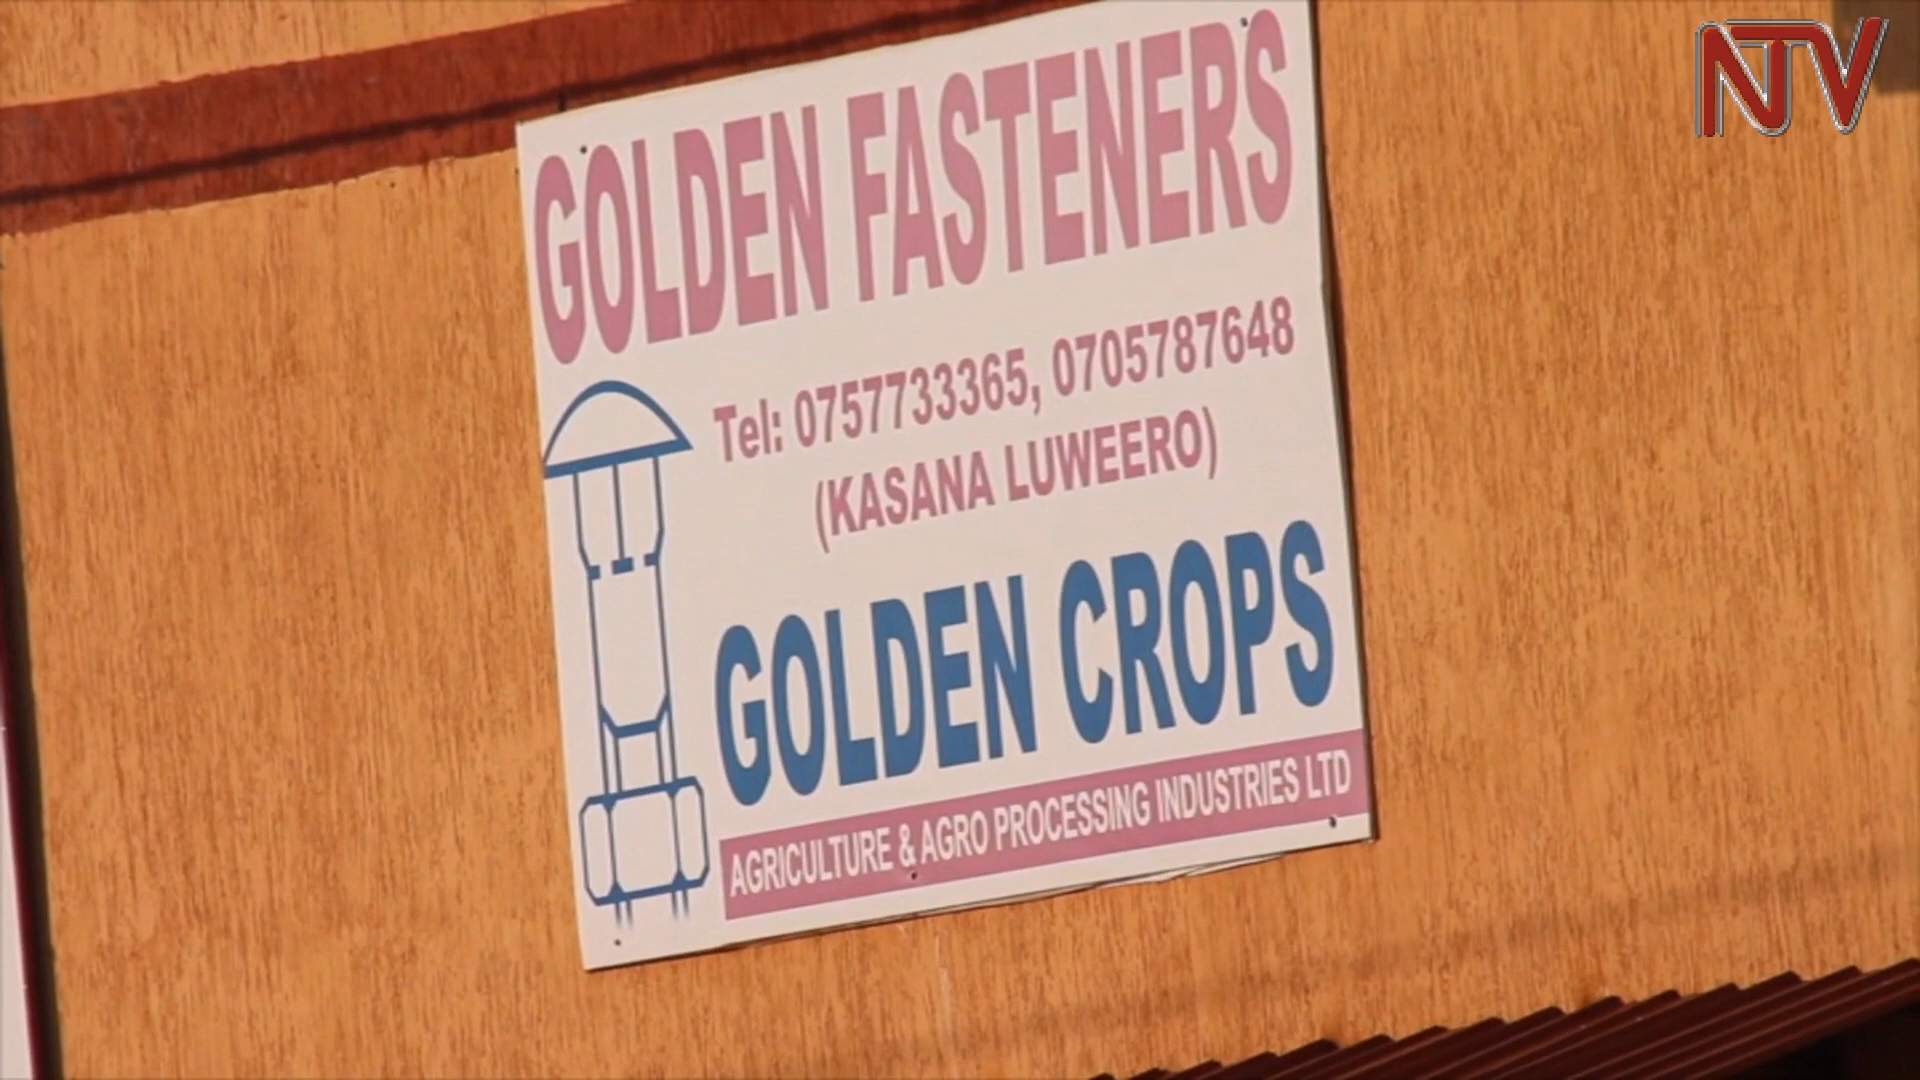 NTV
GOLDEN FASTENERS
Tel: 0757733365, 0705787648
(KASANA LUWEERO)
GOLDEN CROPS
AGRICULTURE & AGRO PROCESSING INDUSTRIES LTD